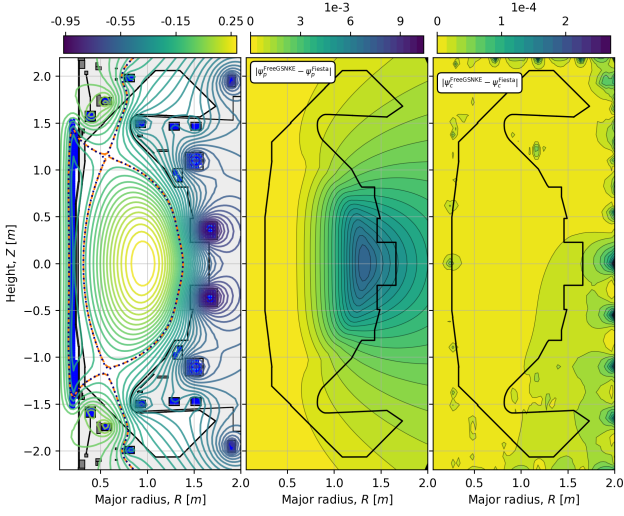 1e-3
1e-4
-0.95 -0.55 -0.15 0.25
3 6 9
0 1 2
|ψ_p^FreeGSNKE − ψ_p^Fiesta|
|ψ_c^FreeGSNKE − ψ_c^Fiesta|
2.0
1.5
1.0
0.5
0.0
−0.5
−1.0
−1.5
−2.0
Height, Z [m]
0.5 1.0 1.5 2.0
0.5 1.0 1.5 2.0
0.5 1.0 1.5 2.0
Major radius, R [m]
Major radius, R [m]
Major radius, R [m]